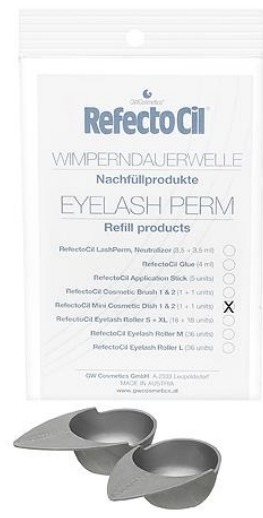 GWCosmetics
RefectoCil
WIMPERNDAUERWELLE
Nachfüllprodukte
EYELASH PERM
Refill products
RefectoCil LashPerm, Neutralizer (3,5 + 3,5 ml)
RefectoCil Glue (4 ml)
RefectoCil Application Stick (5 units)
RefectoCil Cosmetic Brush 1 & 2 (1 + 1 units)
RefectoCil Mini Cosmetic Dish 1 & 2 (1 + 1 units) X
RefectoCil Eyelash Roller S + XL (18 + 18 units)
RefectoCil Eyelash Roller M (36 units)
RefectoCil Eyelash Roller L (36 units)
GW Cosmetics GmbH A-2333 Leopoldsdorf
MADE IN AUSTRIA
www.gwcosmetics.at